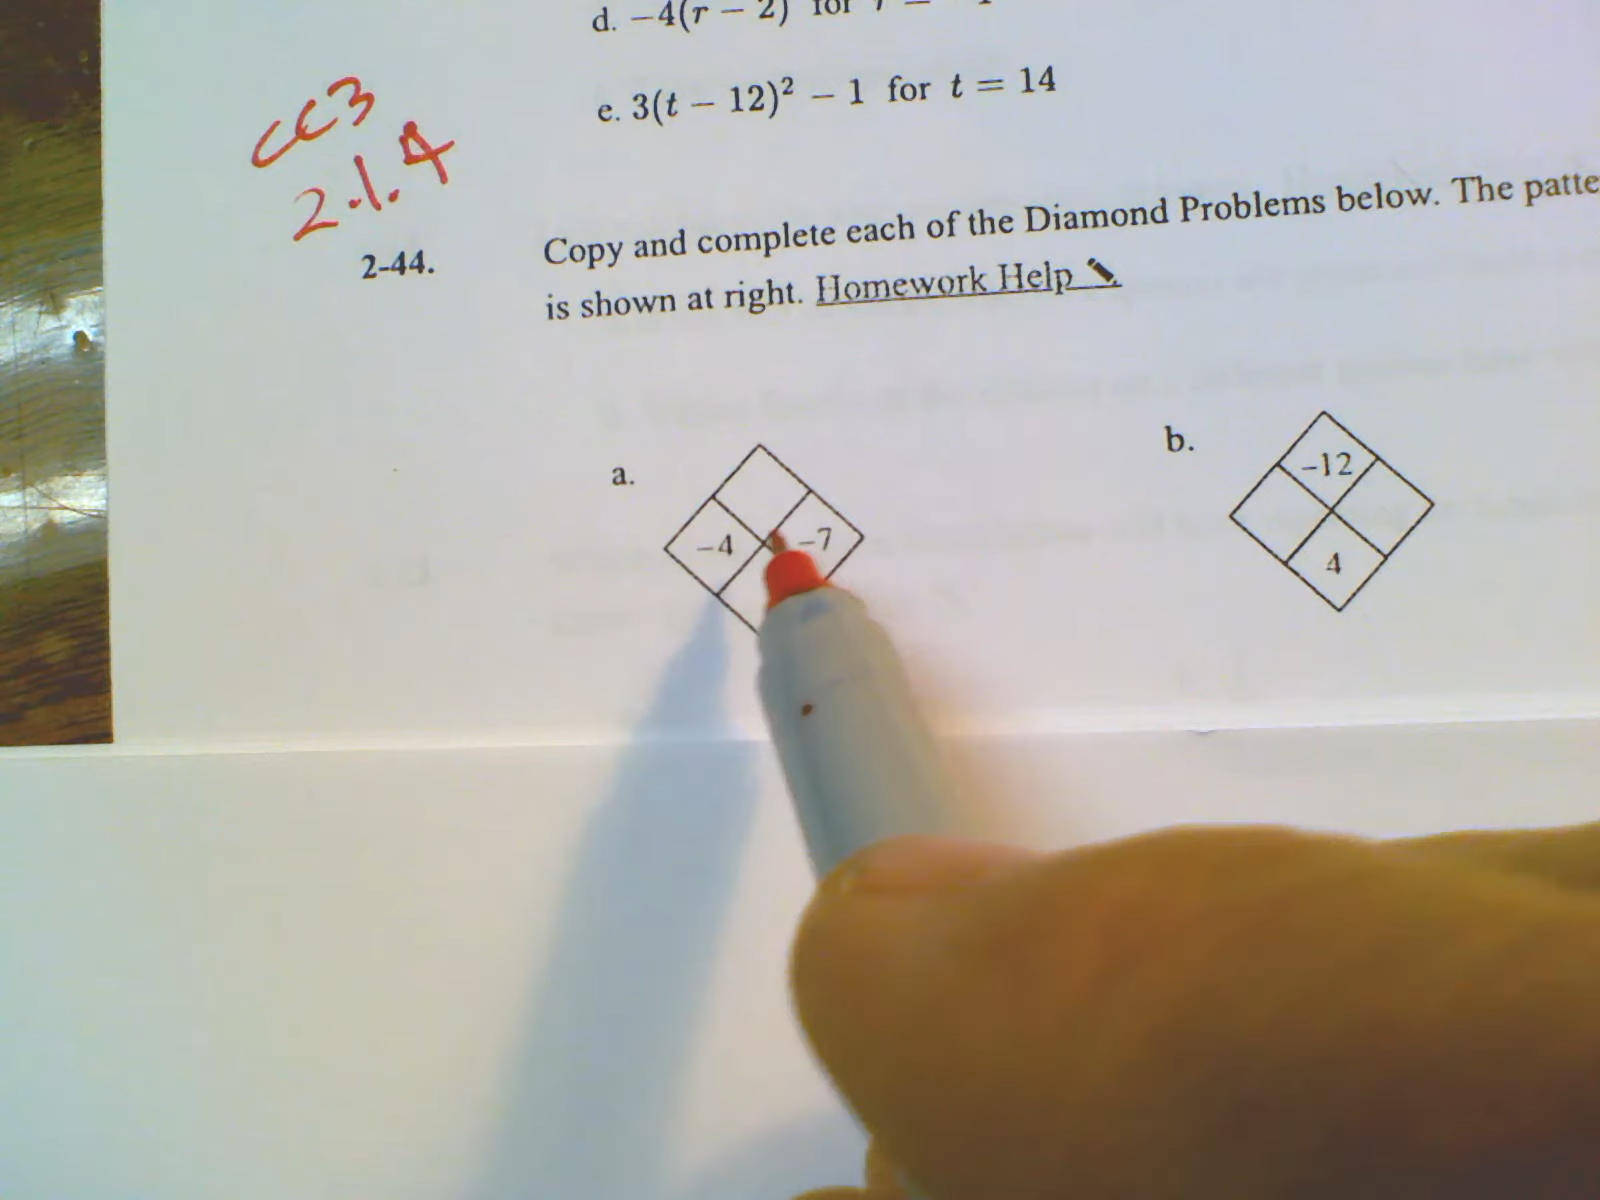 d. −4(r − 2) for r =
e. 3(t − 12)² − 1 for t = 14
CC3
2.1.4
2-44.
Copy and complete each of the Diamond Problems below. The patte
is shown at right. Homework Help ✎
a.
−4
−7
b.
−12
4